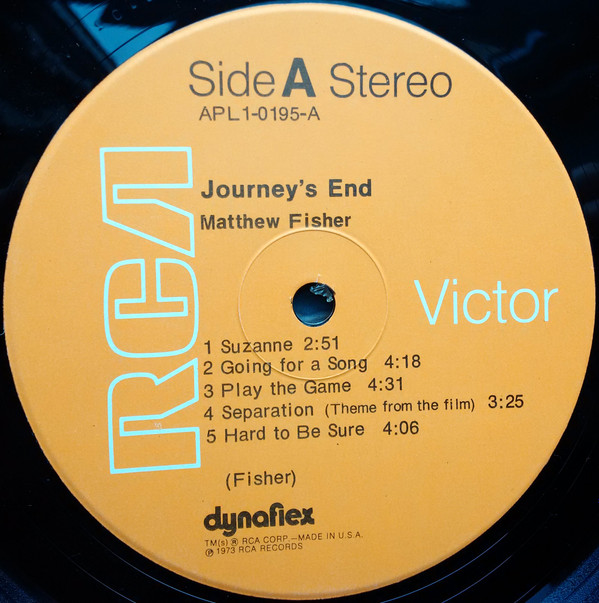 Side A Stereo
APL1-0195-A
RCA
Journey's End
Matthew Fisher
Victor
1 Suzanne 2:51
2 Going for a Song 4:18
3 Play the Game 4:31
4 Separation (Theme from the film) 3:25
5 Hard to Be Sure 4:06
(Fisher)
dynaflex
TM(s) ® RCA CORP.—MADE IN U.S.A.
℗ 1973 RCA RECORDS